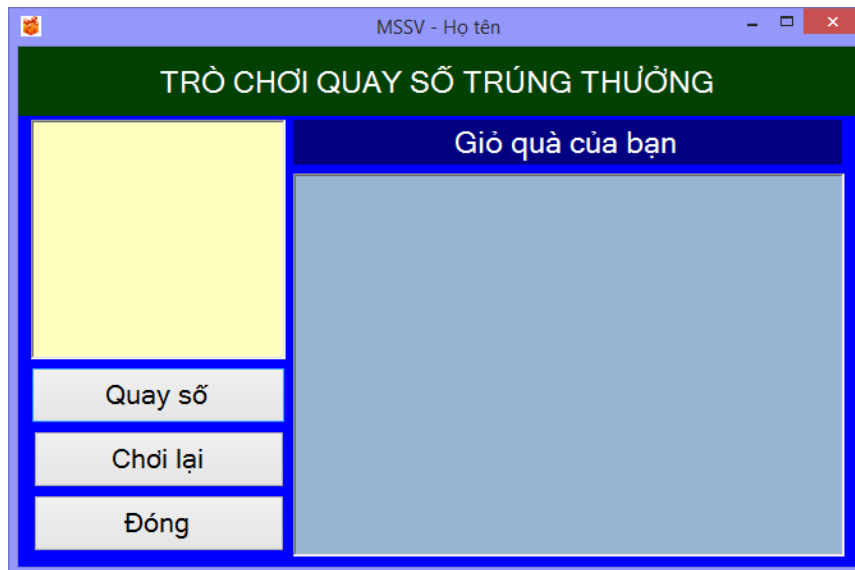 MSSV - Họ tên
TRÒ CHƠI QUAY SỐ TRÚNG THƯỞNG
Giỏ quà của bạn
Quay số
Chơi lại
Đóng